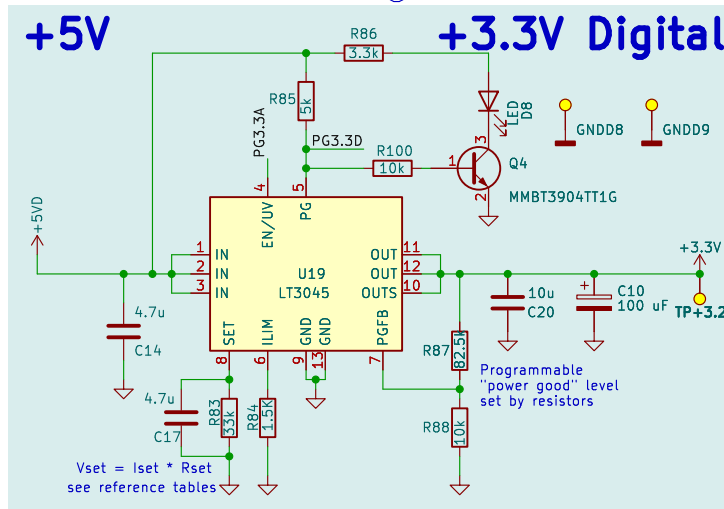 +5V
+3.3V Digital
R86
3.3k
R85
5k
LED
D8
GNDD8
GNDD9
PG3.3A
PG3.3D
R100
10k
1
3
2
Q4
MMBT3904TT1G
4
5
EN/UV
PG
+5VD
1
IN
2
IN
3
IN
U19
LT3045
OUT
11
OUT
12
OUTS
10
SET
ILIM
GND
GND
PGFB
8
6
9
13
7
+3.3V
TP+3.2
4.7u
C14
10u
C20
+
C10
100 uF
R87
82.5k
Programmable
"power good" level
set by resistors
4.7u
C17
R83
33k
R84
1.5K
R88
10k
Vset = Iset * Rset
see reference tables